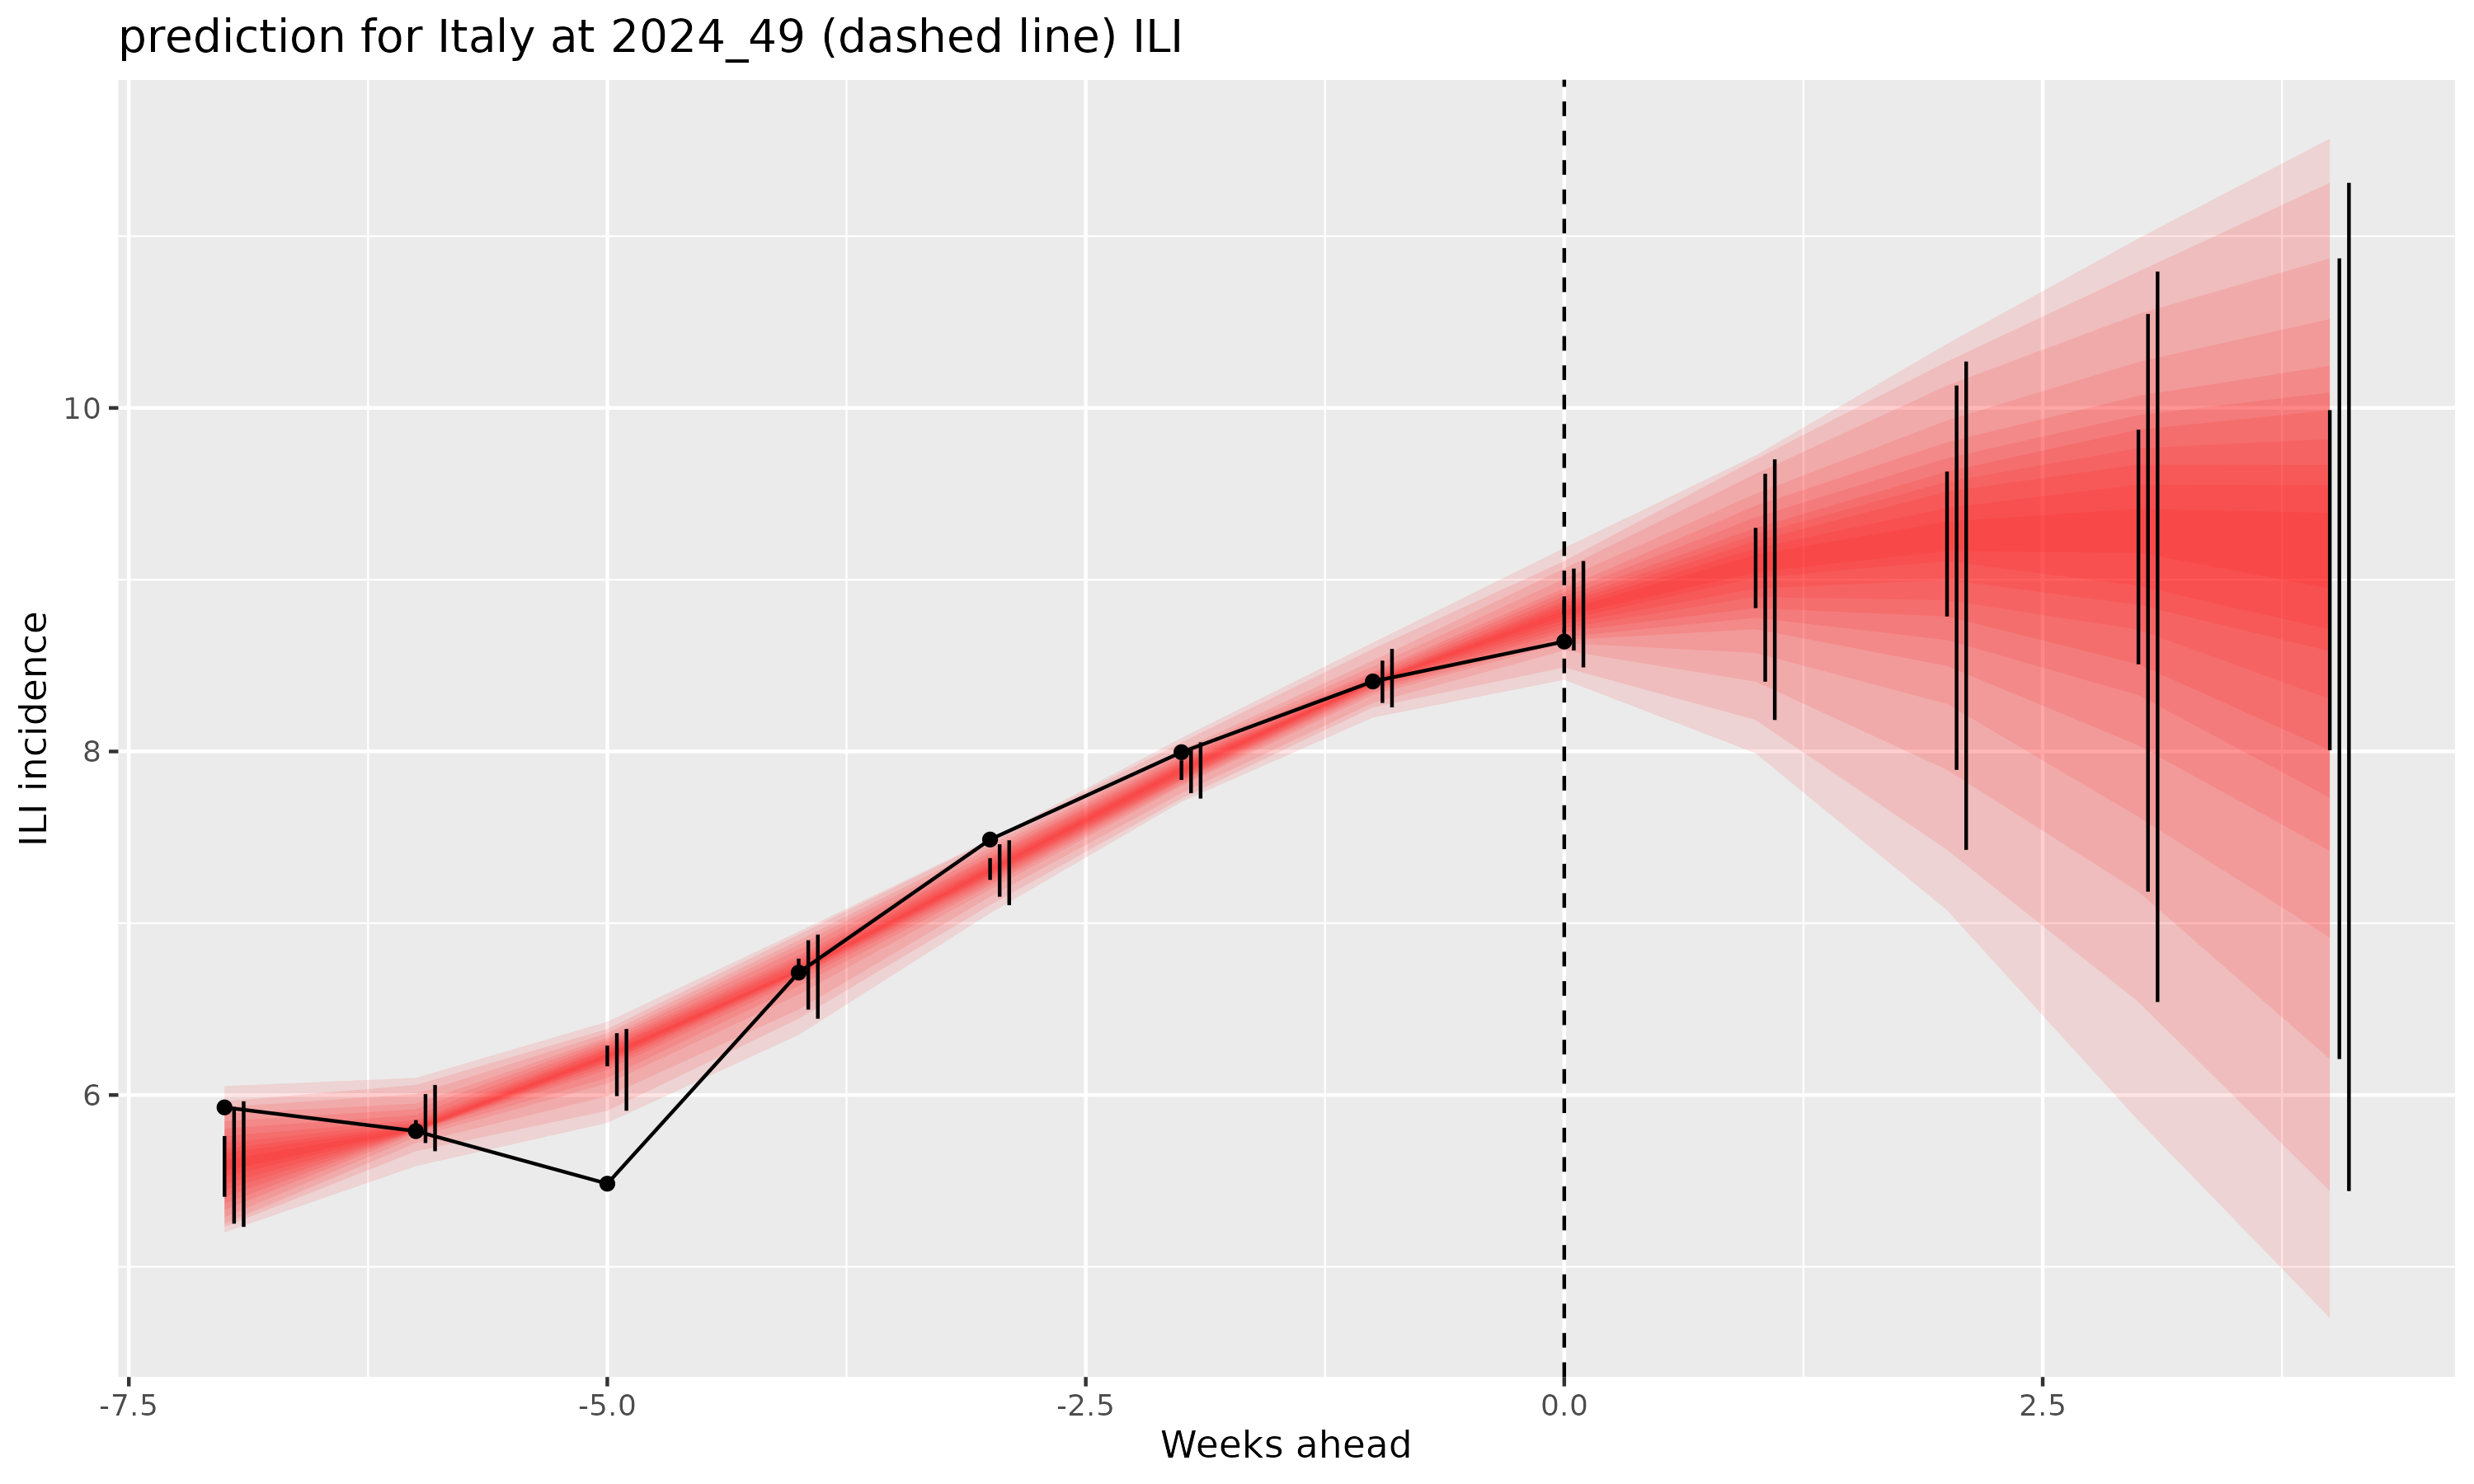 prediction for Italy at 2024_49 (dashed line) ILI
ILI incidence
10
8
6
-7.5
-5.0
-2.5
0.0
2.5
Weeks ahead